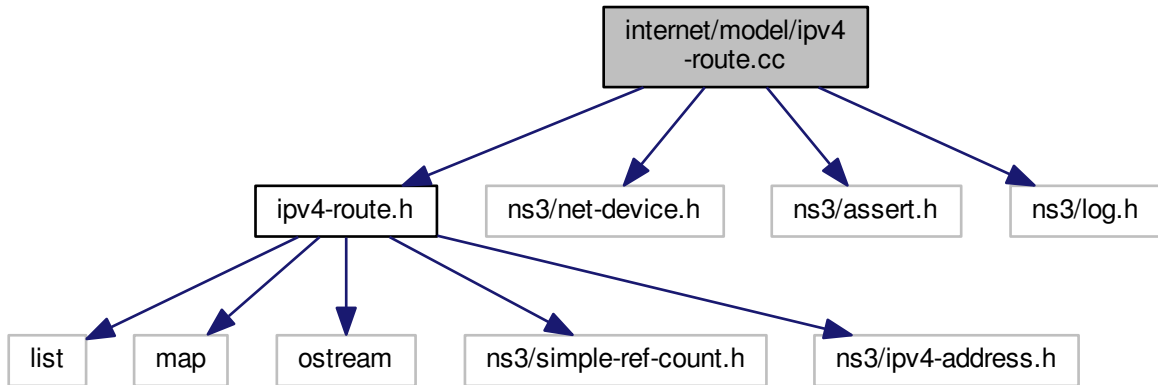 internet/model/ipv4
-route.cc
ipv4-route.h
ns3/net-device.h
ns3/assert.h
ns3/log.h
list
map
ostream
ns3/simple-ref-count.h
ns3/ipv4-address.h